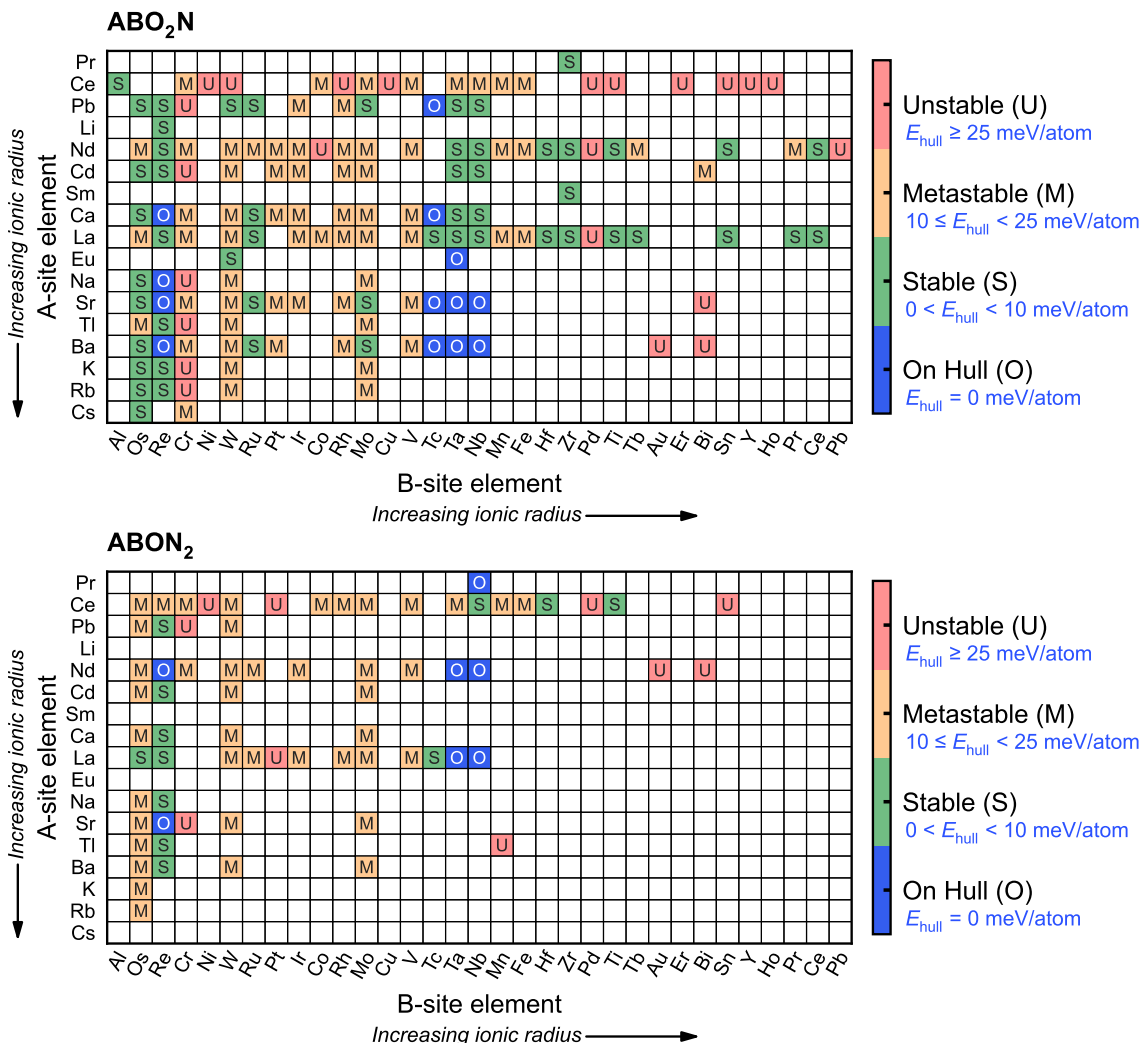 ABO₂N
Pr S
Ce S M U U M U M U M M M M M U U U U U U
Pb S S U S S M M S O S S
Li S
Nd M S M M M M M U M M M S S M M S S U S M S M S U
Cd S S U M M M M M S S M
Sm S
Ca S O M M S M M M M M O S S
La M S M M S M M M M M S S S M M S S U S S S S S
Eu S O
Na S O U M M
Sr S O M M S M M M S M O O O U
Tl M S U M M
Ba S O M M S M M S M O O O U U
K S S U M M
Rb S S U M M
Cs S M
Al Os Re Cr Ni W Ru Pt Ir Co Rh Mo Cu V Tc Ta Nb Mn Fe Hf Zr Pd Ti Tb Au Er Bi Sn Y Ho Pr Ce Pb
A-site element
Increasing ionic radius
B-site element
Increasing ionic radius
Unstable (U)
E_hull ≥ 25 meV/atom
Metastable (M)
10 ≤ E_hull < 25 meV/atom
Stable (S)
0 < E_hull < 10 meV/atom
On Hull (O)
E_hull = 0 meV/atom
ABON₂
Pr O
Ce M M M U M U M M M M M S M M S U S U
Pb M S U M
Li
Nd M O M M M M M M O O U U
Cd M S M M
Sm
Ca M S M M
La S S M M U M M M M S O O
Eu
Na M S
Sr M O U M M
Tl M S U
Ba M S M M
K M
Rb M
Cs
Al Os Re Cr Ni W Ru Pt Ir Co Rh Mo Cu V Tc Ta Nb Mn Fe Hf Zr Pd Ti Tb Au Er Bi Sn Y Ho Pr Ce Pb
A-site element
Increasing ionic radius
B-site element
Increasing ionic radius
Unstable (U)
E_hull ≥ 25 meV/atom
Metastable (M)
10 ≤ E_hull < 25 meV/atom
Stable (S)
0 < E_hull < 10 meV/atom
On Hull (O)
E_hull = 0 meV/atom